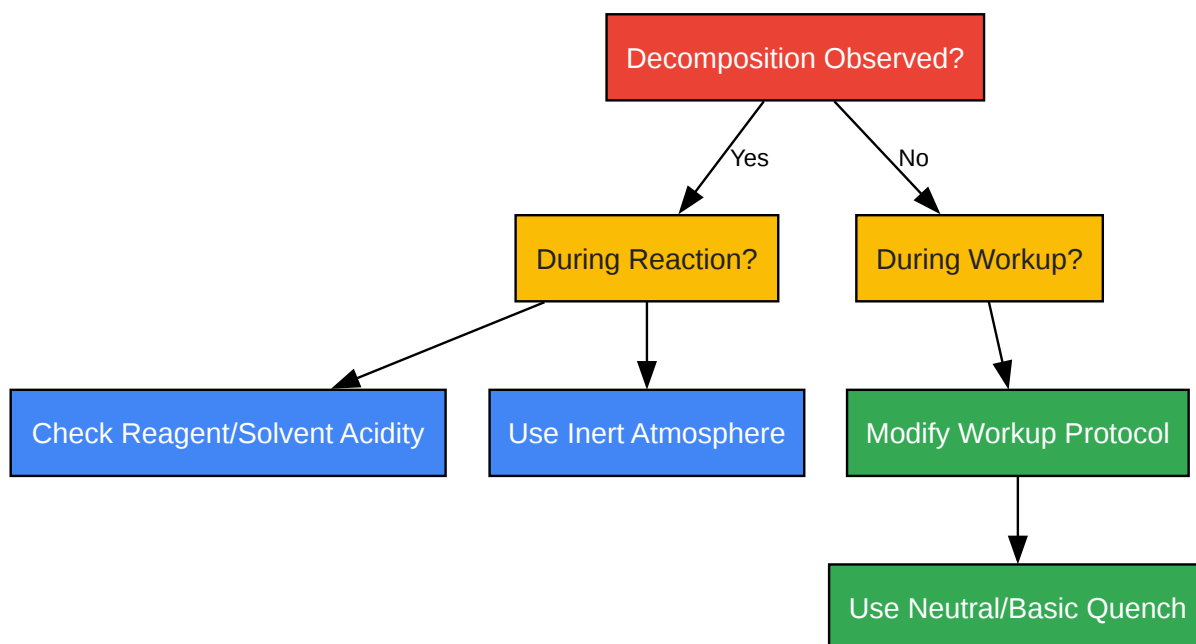 Decomposition Observed?
Yes
No
During Reaction?
During Workup?
Check Reagent/Solvent Acidity
Use Inert Atmosphere
Modify Workup Protocol
Use Neutral/Basic Quench